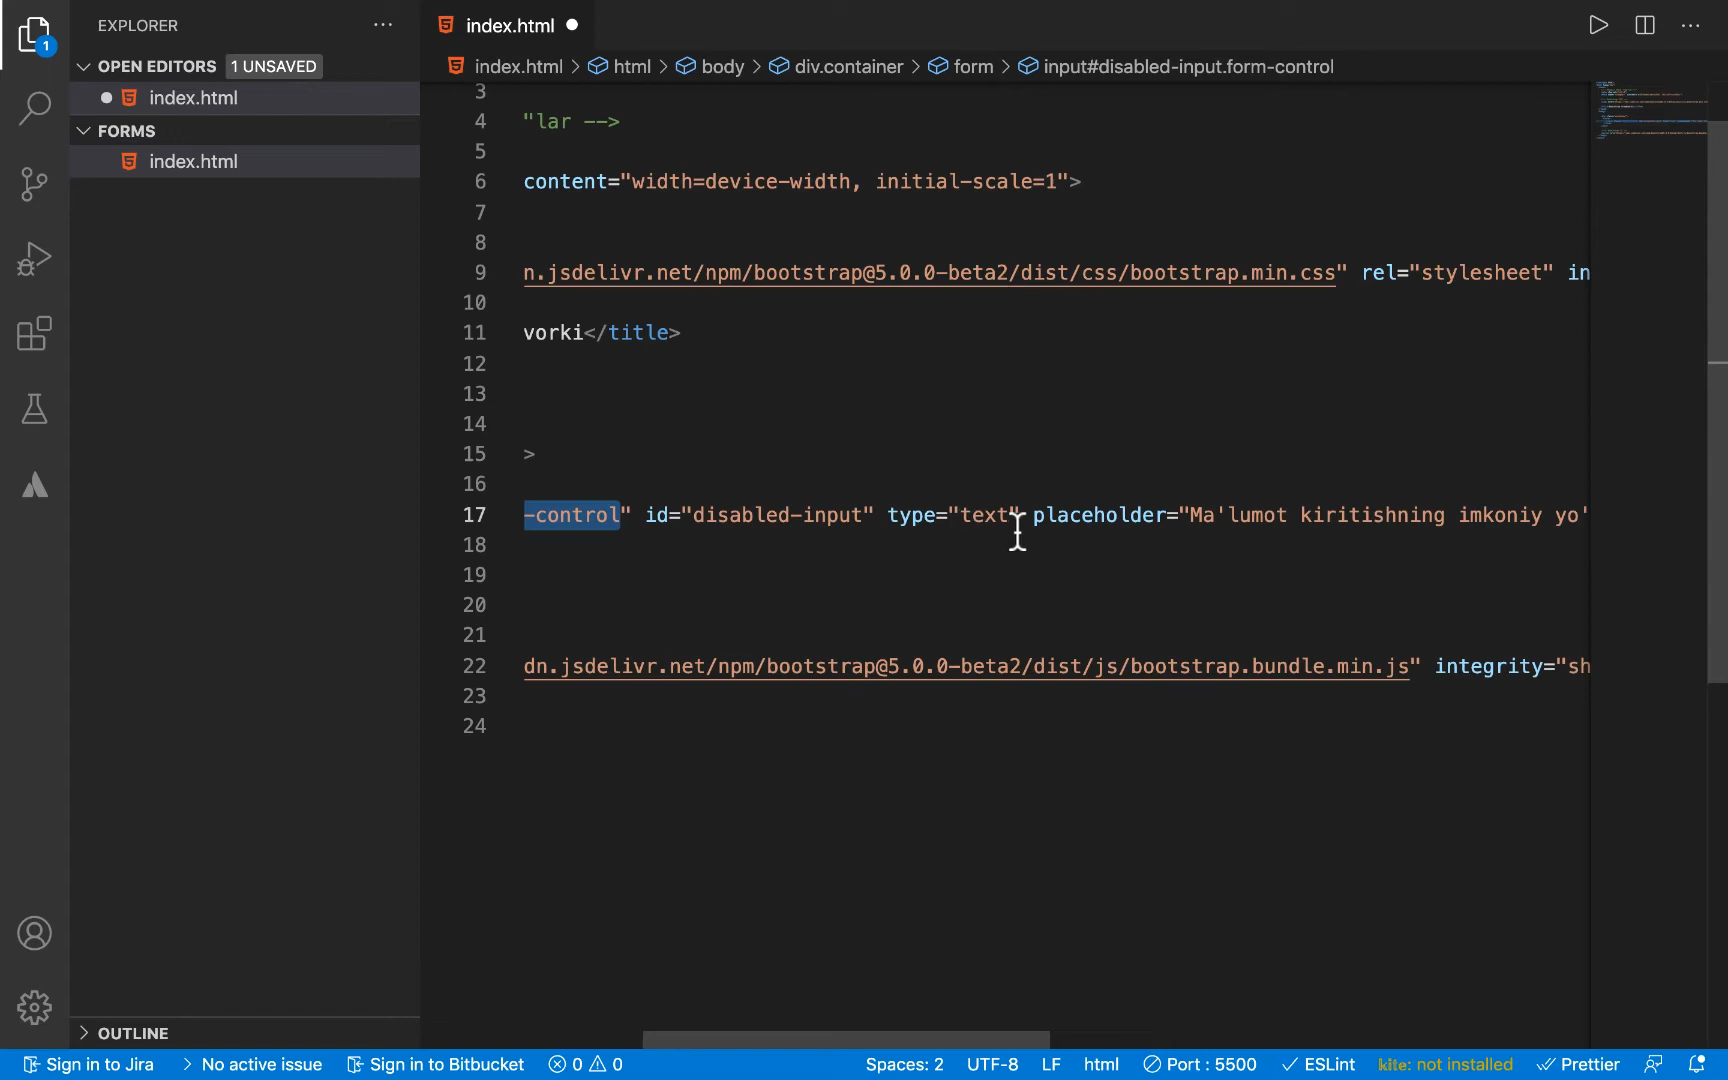 1
EXPLORER
OPEN EDITORS 1 UNSAVED
index.html
FORMS
index.html
OUTLINE
index.html
index.html > html > body > div.container > form > input#disabled-input.form-control
3
4 "lar -->
5
6 content="width=device-width, initial-scale=1">
7
8
9 n.jsdelivr.net/npm/bootstrap@5.0.0-beta2/dist/css/bootstrap.min.css" rel="stylesheet" in
10
11 vorki</title>
12
13
14
15 >
16
17 -control" id="disabled-input" type="text" placeholder="Ma'lumot kiritishning imkoniy yo'
18
19
20
21
22 dn.jsdelivr.net/npm/bootstrap@5.0.0-beta2/dist/js/bootstrap.bundle.min.js" integrity="sh
23
24
Sign in to Jira > No active issue Sign in to Bitbucket 0 0 Spaces: 2 UTF-8 LF html Port : 5500 ESLint kite: not installed Prettier